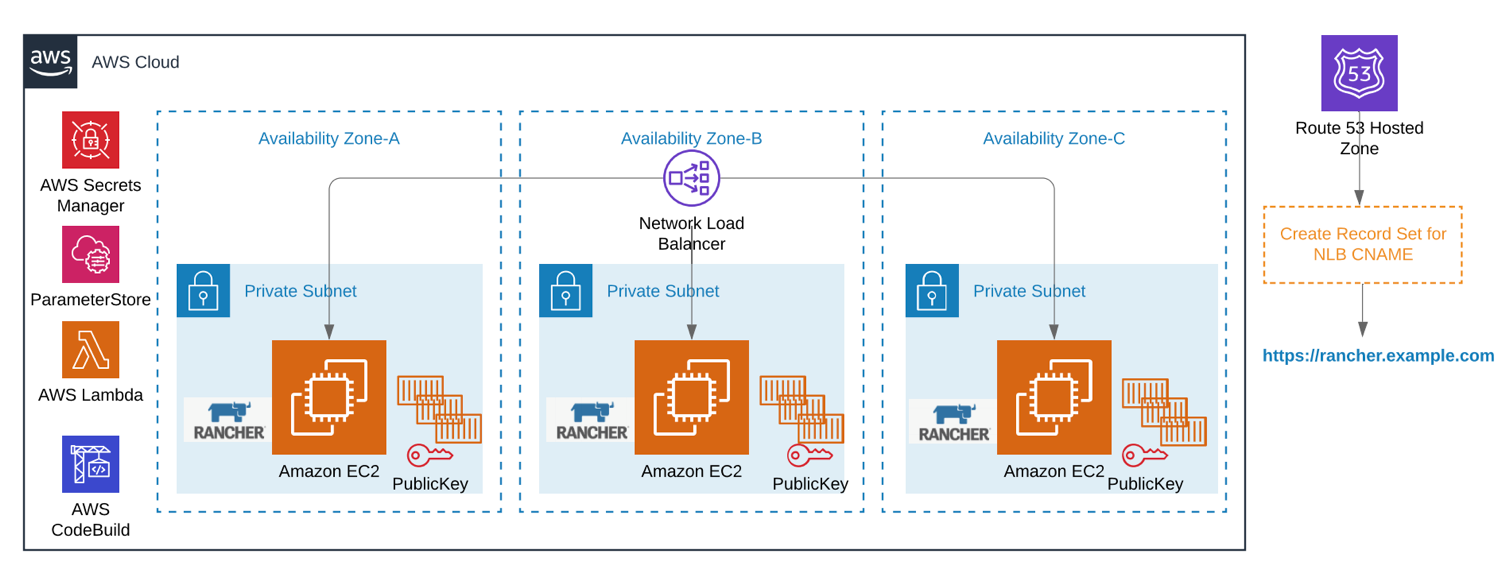 aws
AWS Cloud
AWS Secrets
Manager
ParameterStore
AWS Lambda
AWS
CodeBuild
Availability Zone-A
Private Subnet
RANCHER
Amazon EC2
PublicKey
Availability Zone-B
Network Load
Balancer
Private Subnet
RANCHER
Amazon EC2
PublicKey
Availability Zone-C
Private Subnet
RANCHER
Amazon EC2
PublicKey
53
Route 53 Hosted
Zone
Create Record Set for
NLB CNAME
https://rancher.example.com